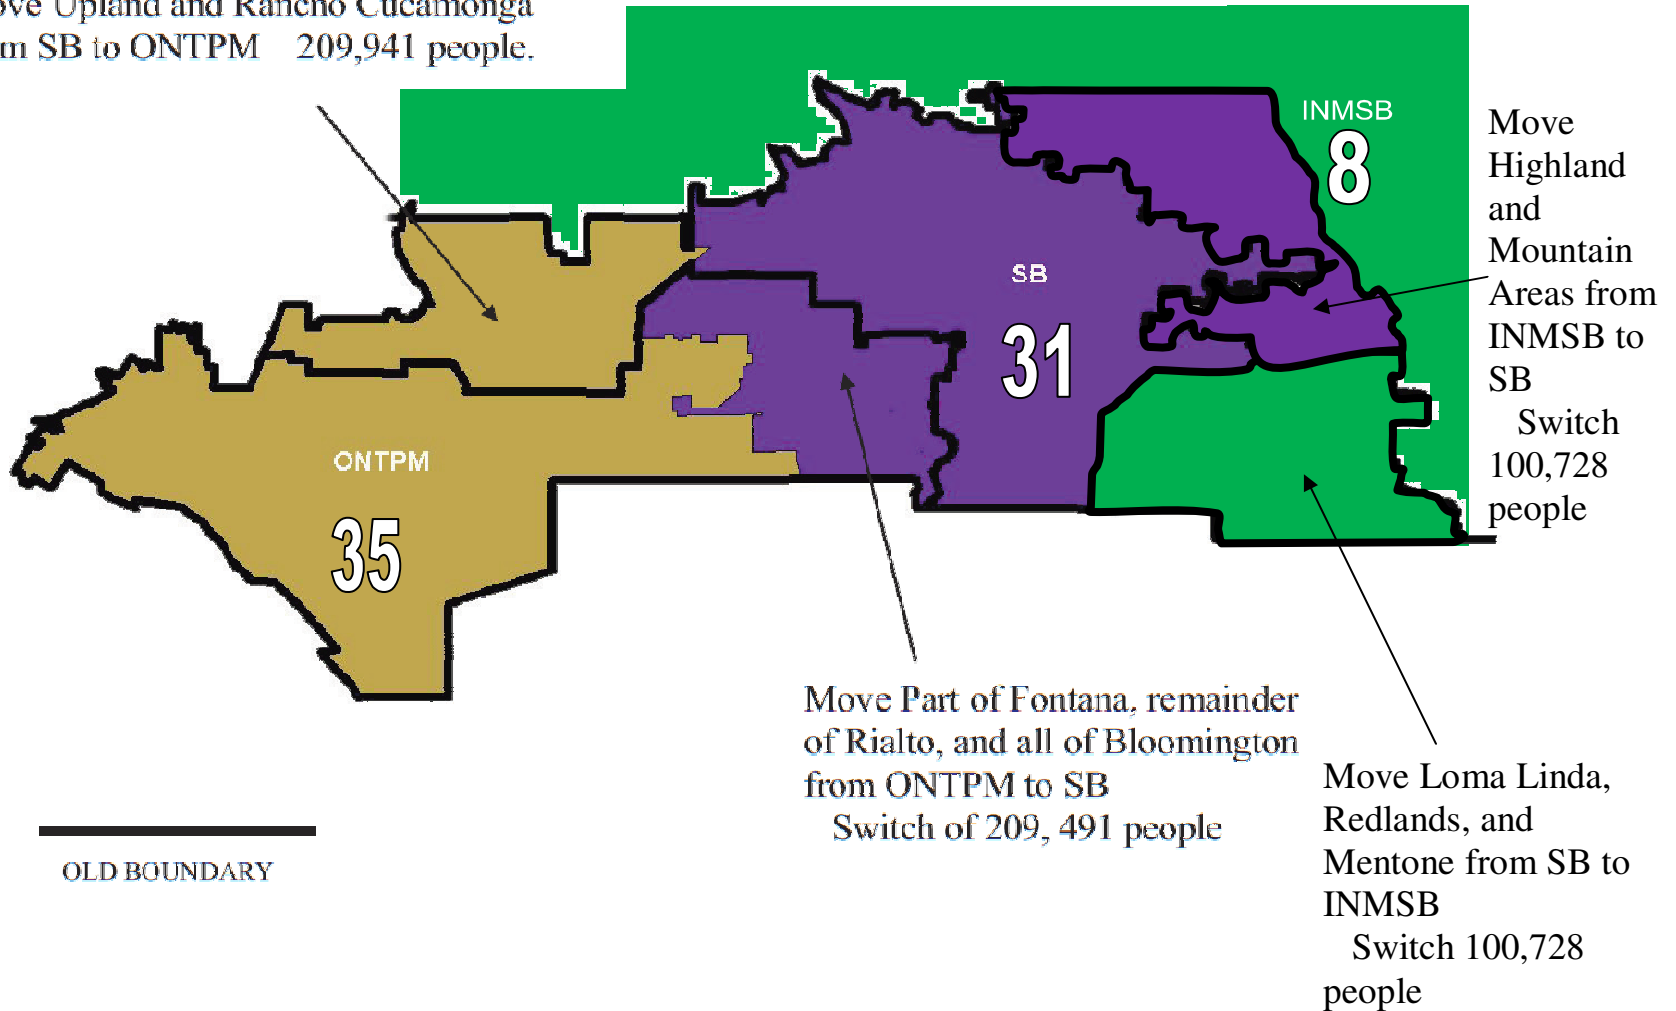 ove Upland and Rancho Cucamonga
m SB to ONTPM 209,941 people.
INMSB
8
Move
Highland
and
Mountain
Areas from
INMSB to
SB
Switch
100,728
people
SB
31
ONTPM
35
Move Part of Fontana, remainder
of Rialto, and all of Bloomington
from ONTPM to SB
Switch of 209, 491 people
Move Loma Linda,
Redlands, and
Mentone from SB to
INMSB
Switch 100,728
people
OLD BOUNDARY